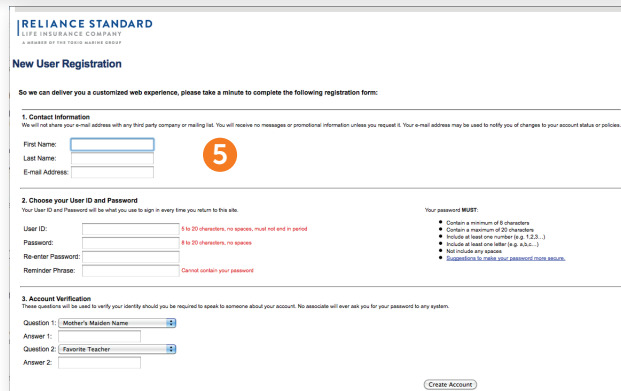 RELIANCE STANDARD
LIFE INSURANCE COMPANY
A MEMBER OF THE TOKIO MARINE GROUP
New User Registration
So we can deliver you a customized web experience, please take a minute to complete the following registration form:
1. Contact Information
We will not share your e-mail address with any third party company or mailing list. You will receive no messages or promotional information unless you request it. Your e-mail address may be used to notify you of changes to your account status or policies.
First Name:
Last Name:
E-mail Address:
5
2. Choose your User ID and Password
Your User ID and Password will be what you use to sign in every time you return to this site.
User ID:
6 to 20 characters, no spaces, must not end in period
Password:
8 to 20 characters, no spaces
Re-enter Password:
Reminder Phrase:
Cannot contain your password
Your password MUST:
Contain a minimum of 8 characters
Contain a maximum of 20 characters
Include at least one number (e.g. 1,2,3...)
Include at least one letter (e.g. a,b,c...)
Not include any spaces
Suggestions to make your password more secure.
3. Account Verification
These questions will be used to verify your identity should you be required to speak to someone about your account. No associate will ever ask you for your password to any system.
Question 1: Mother's Maiden Name
Answer 1:
Question 2: Favorite Teacher
Answer 2:
Create Account